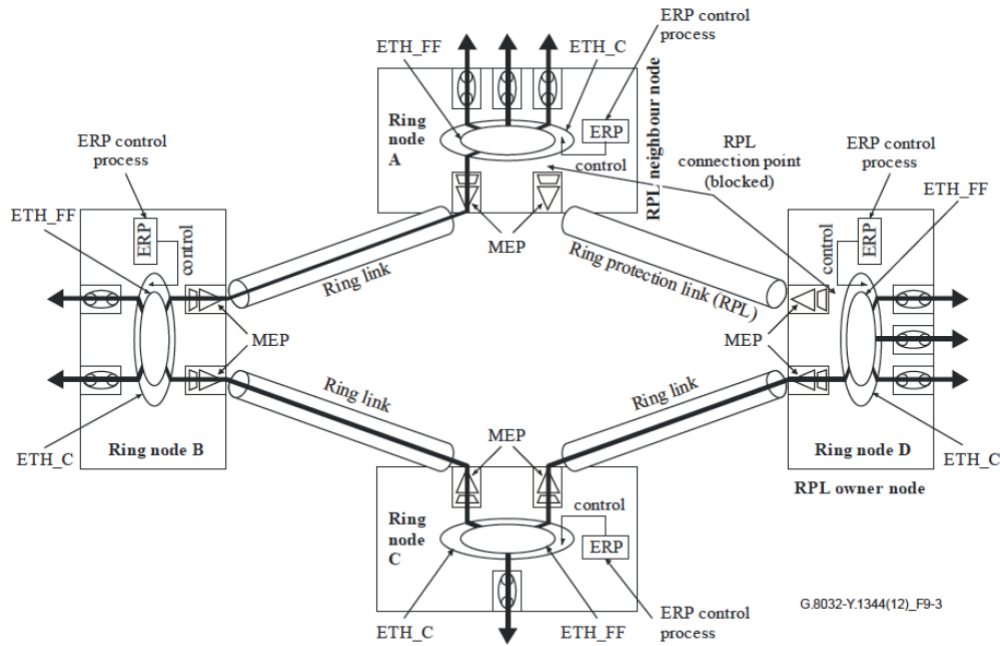 ERP control
process
ETH_FF
ETH_C
Ring
node
A
ERP
control
RPL neighbour node
MEP
RPL
connection point
(blocked)
ERP control
process
ETH_FF
ERP control
process
ETH_FF
ERP
control
Ring link
Ring protection link (RPL)
control
ERP
MEP
MEP
Ring link
Ring link
Ring node B
ETH_C
MEP
Ring node D
ETH_C
RPL owner node
Ring
node
C
control
ERP
ETH_C
ETH_FF
ERP control
process
G.8032-Y.1344(12)_F9-3